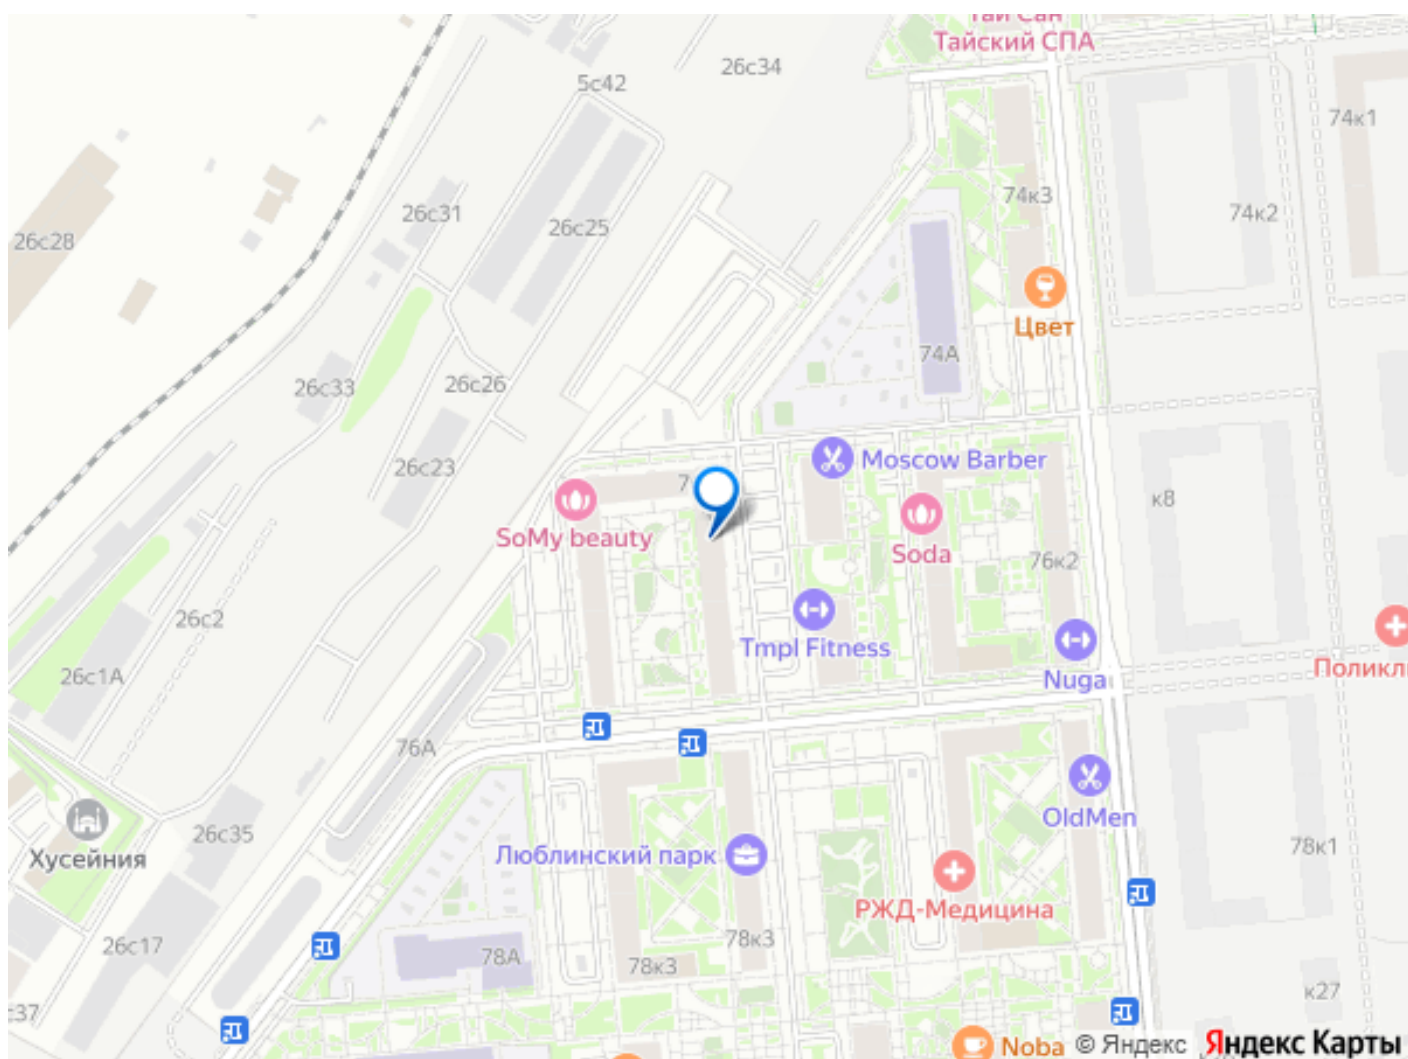 Тайский СПА
26с34
5с42
74к1
74к3
26с31
74к2
26с25
26с28
Цвет
74А
26с33
26с26
Moscow Barber
26с23
к8
SoMy beauty
Soda
76к2
26с2
Tmpl Fitness
Nuga
26с1А
76А
OldMen
26с35
Хусейния
Люблинский парк
78к1
РЖД-Медицина
26с17
78А
78к3
78к3
к27
Noba
© Яндекс
Яндекс Карты